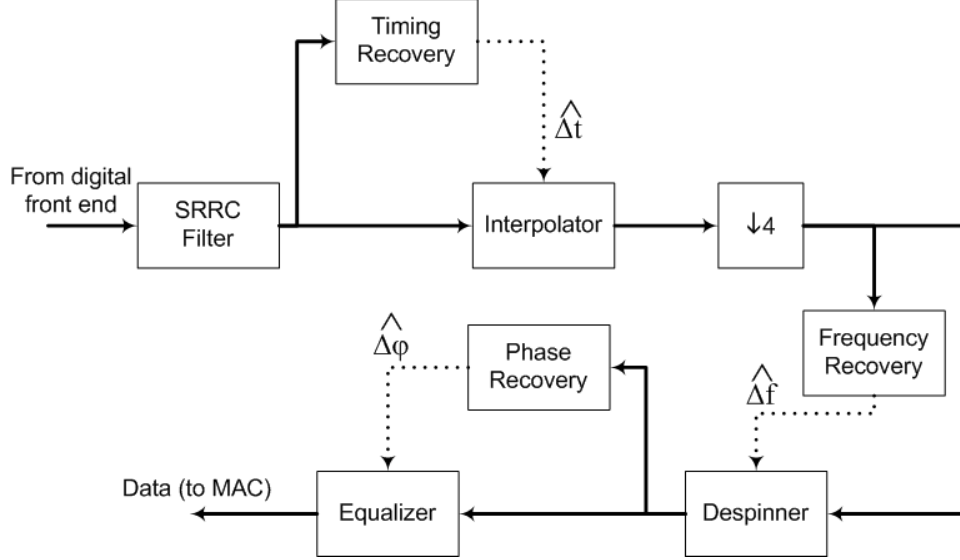 Timing
Recovery
Δt̂
From digital
front end
SRRC
Filter
Interpolator
↓4
Δφ̂
Phase
Recovery
Frequency
Recovery
Δf̂
Data (to MAC)
Equalizer
Despinner